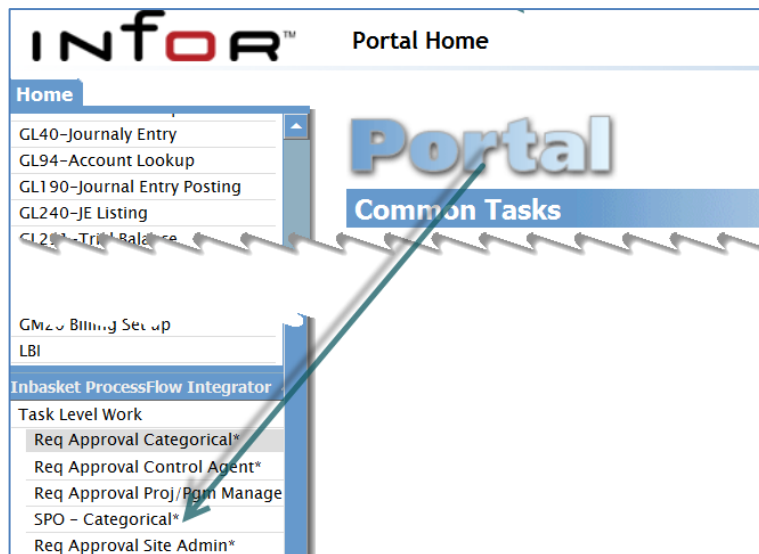 INFOR™
Portal Home
Home
GL40-Journaly Entry
GL94-Account Lookup
GL190-Journal Entry Posting
GL240-JE Listing
Portal
Common Tasks
GM20 Billing Set up
LBI
Inbasket ProcessFlow Integrator
Task Level Work
Req Approval Categorical*
Req Approval Control Agent*
Req Approval Proj/Pgm Manage
SPO - Categorical*
Req Approval Site Admin*